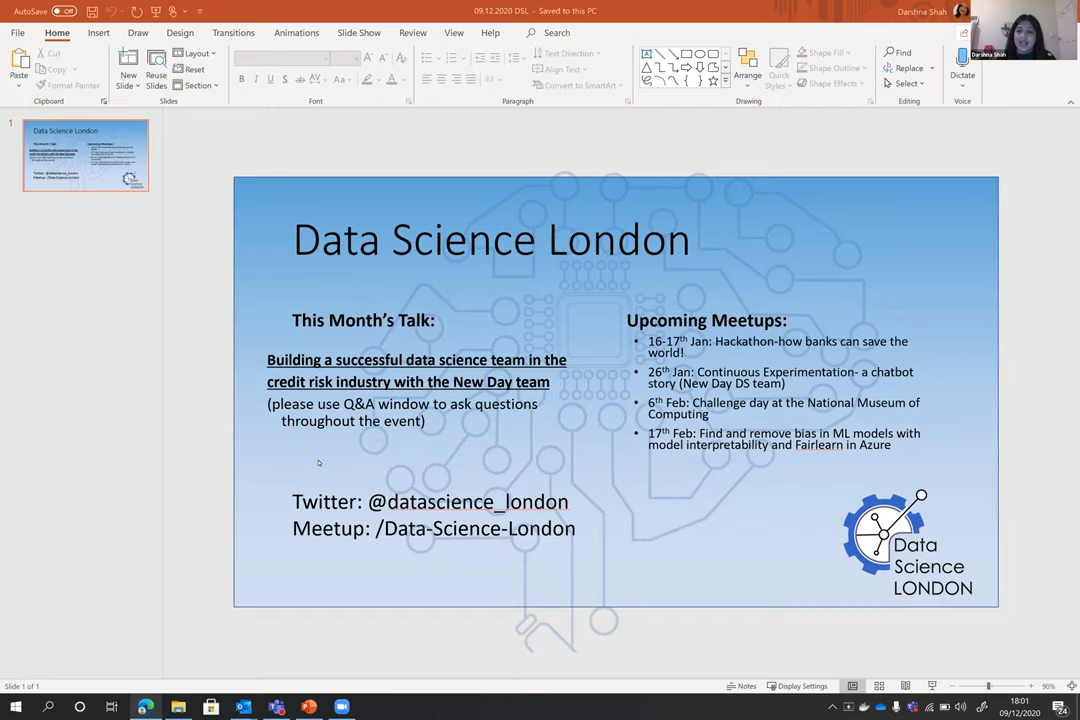 AutoSave
Off
09.12.2020 DSL - Saved to this PC
Darshna Shah
File
Home
Insert
Draw
Design
Transitions
Animations
Slide Show
Review
View
Help
Search
Paste
Cut
Copy
Format Painter
Clipboard
New
Slide
Reuse
Slides
Layout
Reset
Section
Slides
Font
Text Direction
Align Text
Convert to SmartArt
Paragraph
Arrange
Quick
Styles
Shape Fill
Shape Outline
Shape Effects
Drawing
Find
Replace
Select
Editing
Dictate
Voice
Darshna Shah
1
Data Science London
This Month’s Talk:
Building a successful data science team in the
credit risk industry with the New Day team
(please use Q&A window to ask questions
throughout the event)
Twitter: @datascience_london
Meetup: /Data-Science-London
Upcoming Meetups:
• 16-17th Jan: Hackathon-how banks can save the
world!
• 26th Jan: Continuous Experimentation- a chatbot
story (New Day DS team)
• 6th Feb: Challenge day at the National Museum of
Computing
• 17th Feb: Find and remove bias in ML models with
model interpretability and Fairlearn in Azure
Data
Science
LONDON
Slide 1 of 1
Notes
Display Settings
90%
18:01
09/12/2020
24